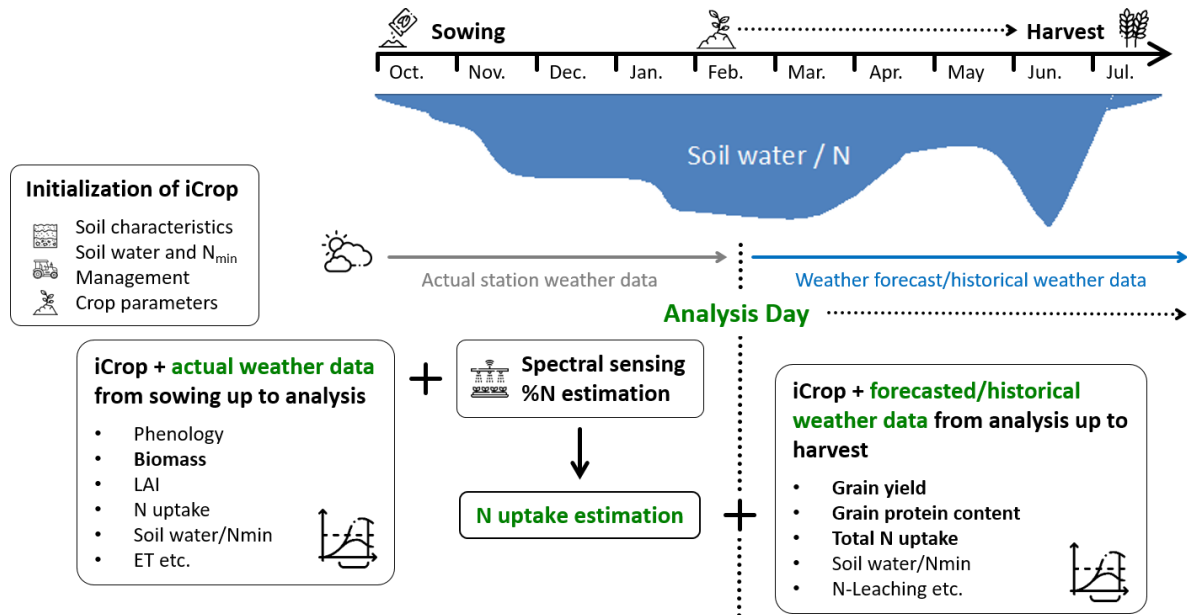 Sowing
Harvest
Oct.
Nov.
Dec.
Jan.
Feb.
Mar.
Apr.
May
Jun.
Jul.
Soil water / N
Initialization of iCrop
Soil characteristics
Soil water and Nmin
Management
Crop parameters
Actual station weather data
Weather forecast/historical weather data
Analysis Day
iCrop + actual weather data
from sowing up to analysis
• Phenology
• Biomass
• LAI
• N uptake
• Soil water/Nmin
• ET etc.
+
Spectral sensing
%N estimation
N uptake estimation
+
iCrop + forecasted/historical
weather data from analysis up to
harvest
• Grain yield
• Grain protein content
• Total N uptake
• Soil water/Nmin
• N-Leaching etc.